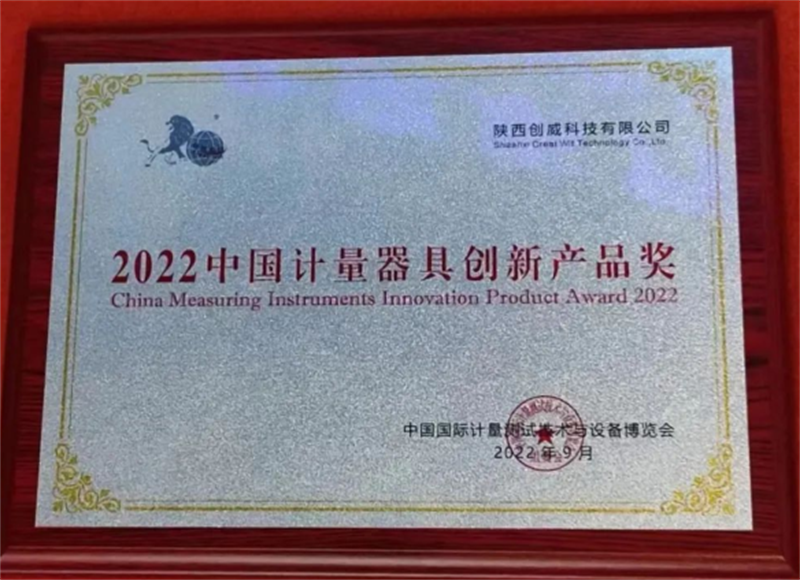 陕西创威科技有限公司
Shaanxi Great Wit Technology Co.,Ltd.
2022中国计量器具创新产品奖
China Measuring Instruments Innovation Product Award 2022
中国国际计量测试技术与设备博览会
2022年9月